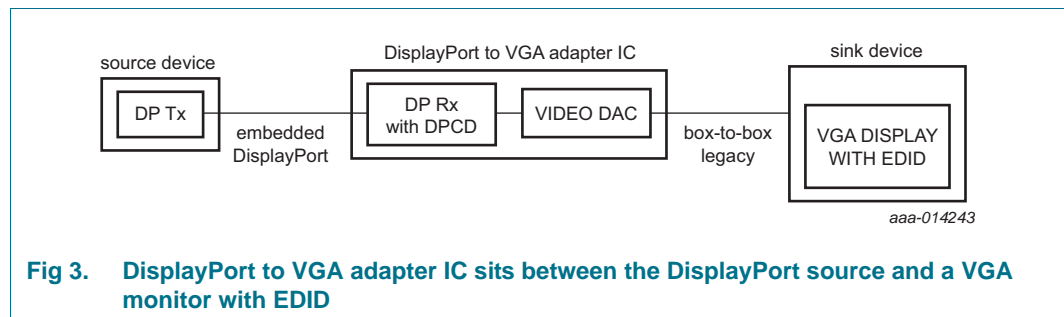 source device
DP Tx
embedded
DisplayPort
DisplayPort to VGA adapter IC
DP Rx
with DPCD
VIDEO DAC
box-to-box
legacy
sink device
VGA DISPLAY
WITH EDID
aaa-014243
Fig 3. DisplayPort to VGA adapter IC sits between the DisplayPort source and a VGA
monitor with EDID